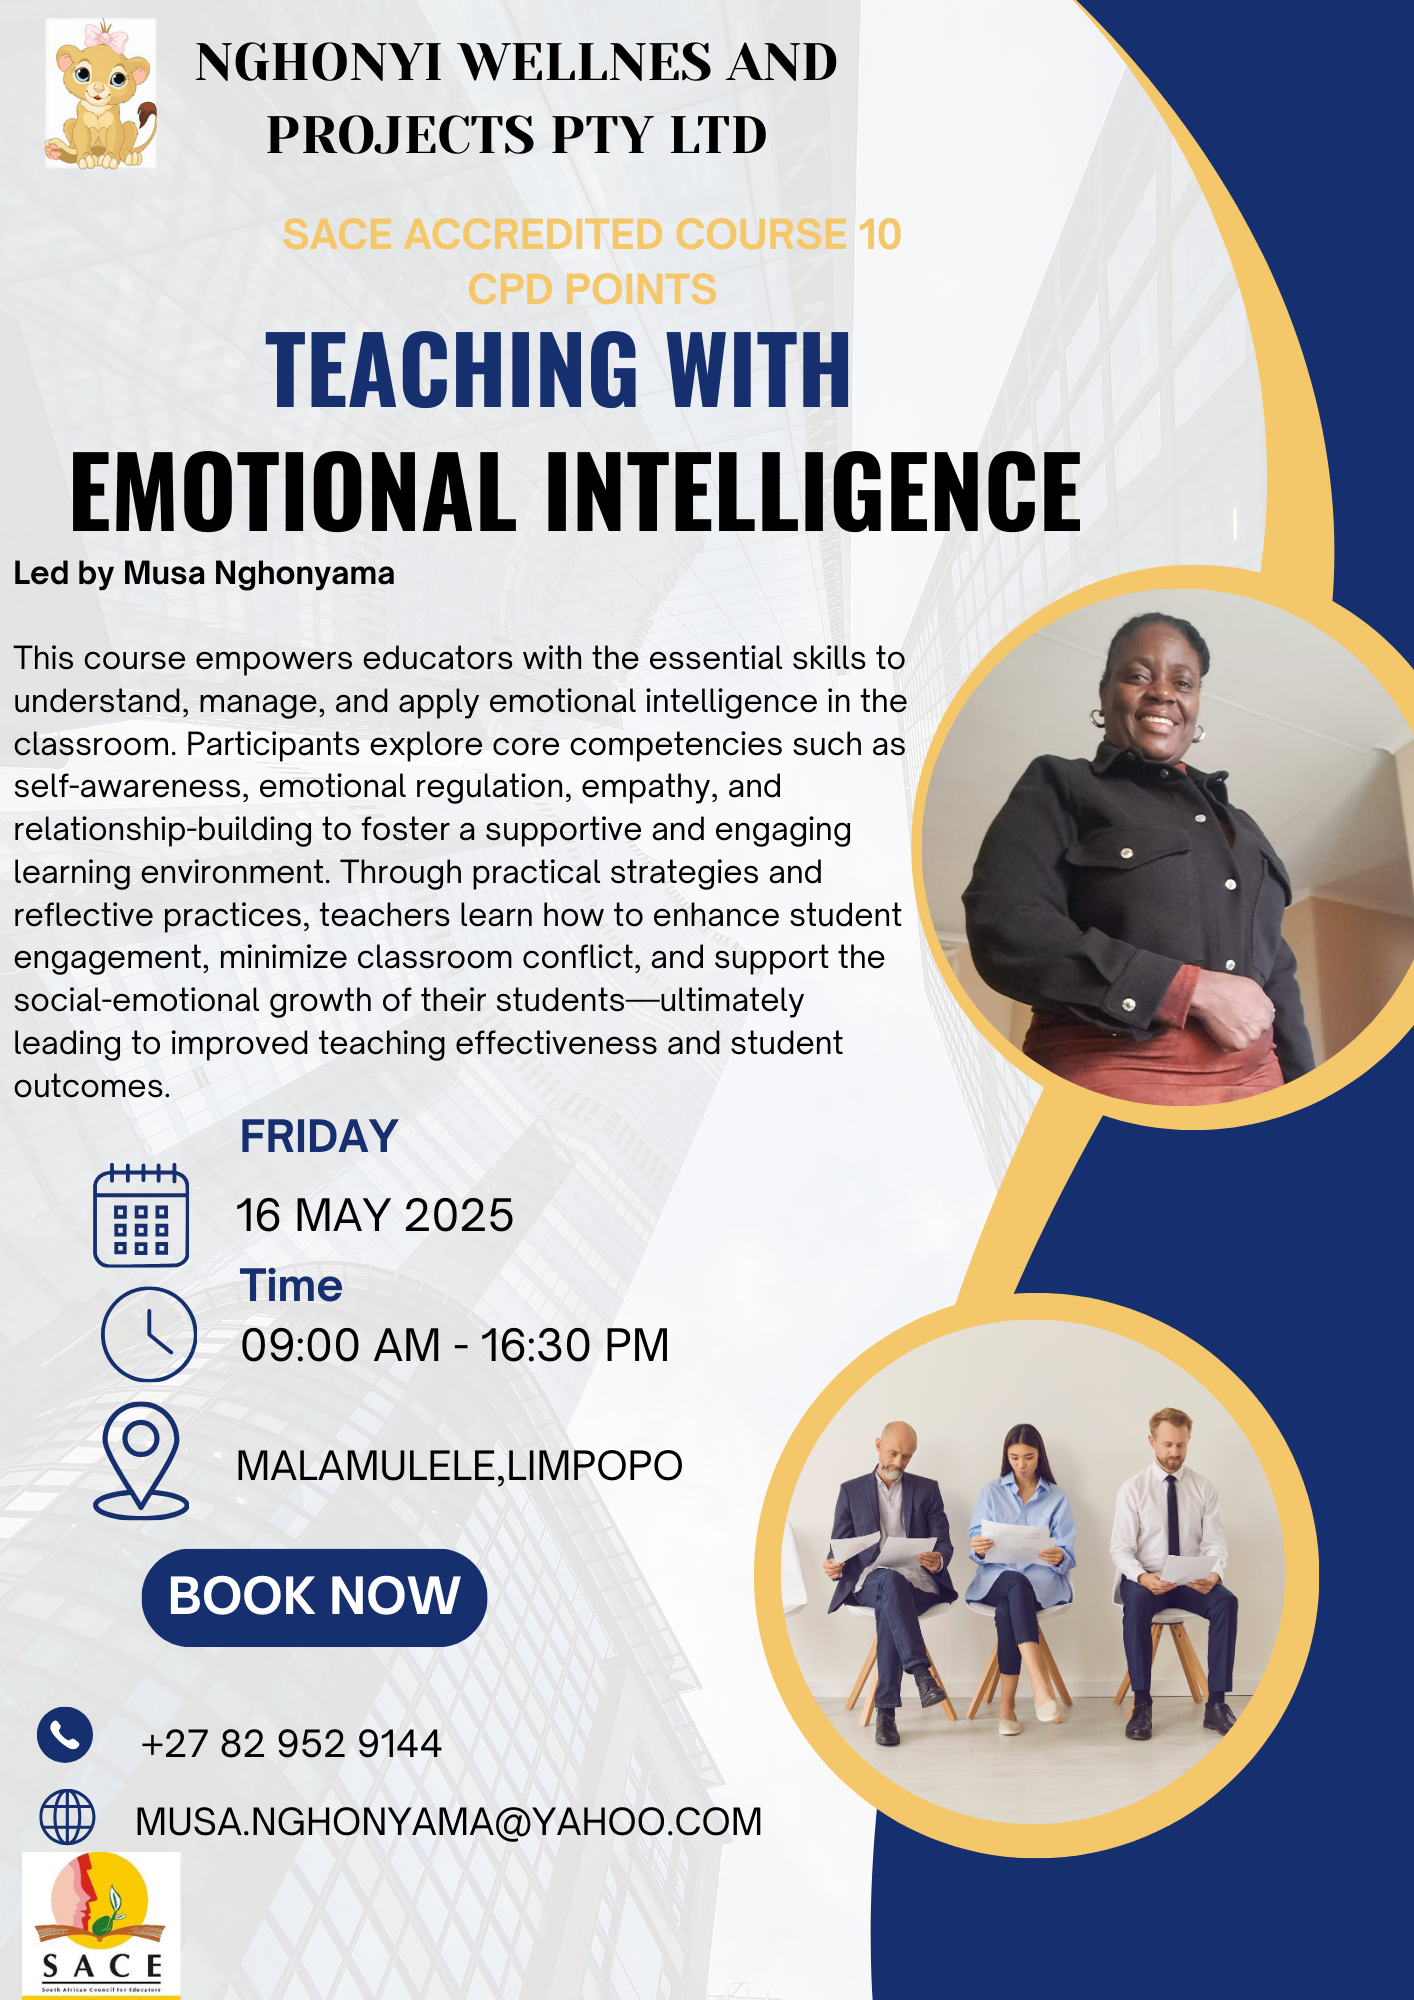 NGHONYI WELLNES AND
PROJECTS PTY LTD
SACE ACCREDITED COURSE 10
CPD POINTS
TEACHING WITH
EMOTIONAL INTELLIGENCE
Led by Musa Nghonyama
This course empowers educators with the essential skills to
understand, manage, and apply emotional intelligence in the
classroom. Participants explore core competencies such as
self-awareness, emotional regulation, empathy, and
relationship-building to foster a supportive and engaging
learning environment. Through practical strategies and
reflective practices, teachers learn how to enhance student
engagement, minimize classroom conflict, and support the
social-emotional growth of their students—ultimately
leading to improved teaching effectiveness and student
outcomes.
FRIDAY
16 MAY 2025
Time
09:00 AM - 16:30 PM
MALAMULELE,LIMPOPO
BOOK NOW
+27 82 952 9144
MUSA.NGHONYAMA@YAHOO.COM
SACE
South African Council for Educators